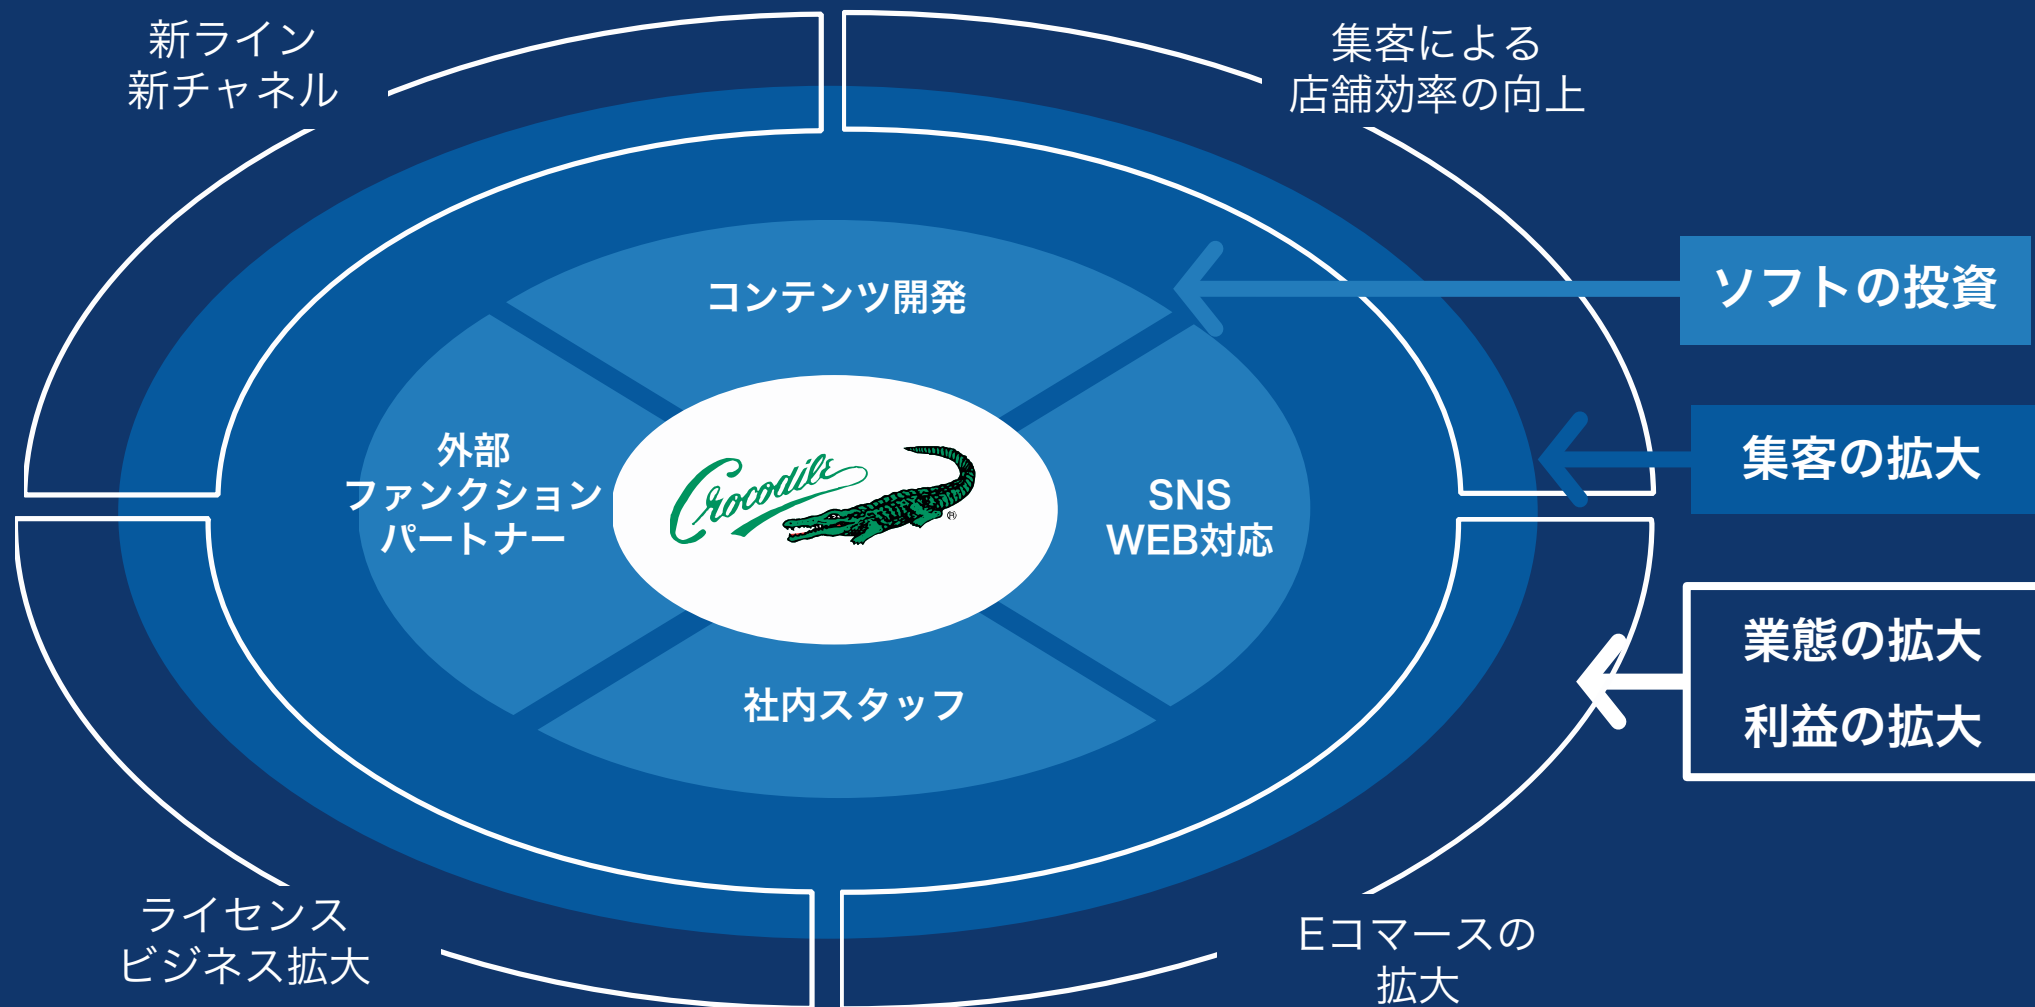 新ライン
新チャネル
集客による
店舗効率の向上
コンテンツ開発
ソフトの投資
外部
ファンクション
パートナー
Crocodile
®
SNS
WEB対応
集客の拡大
社内スタッフ
業態の拡大
利益の拡大
ライセンス
ビジネス拡大
Eコマースの
拡大